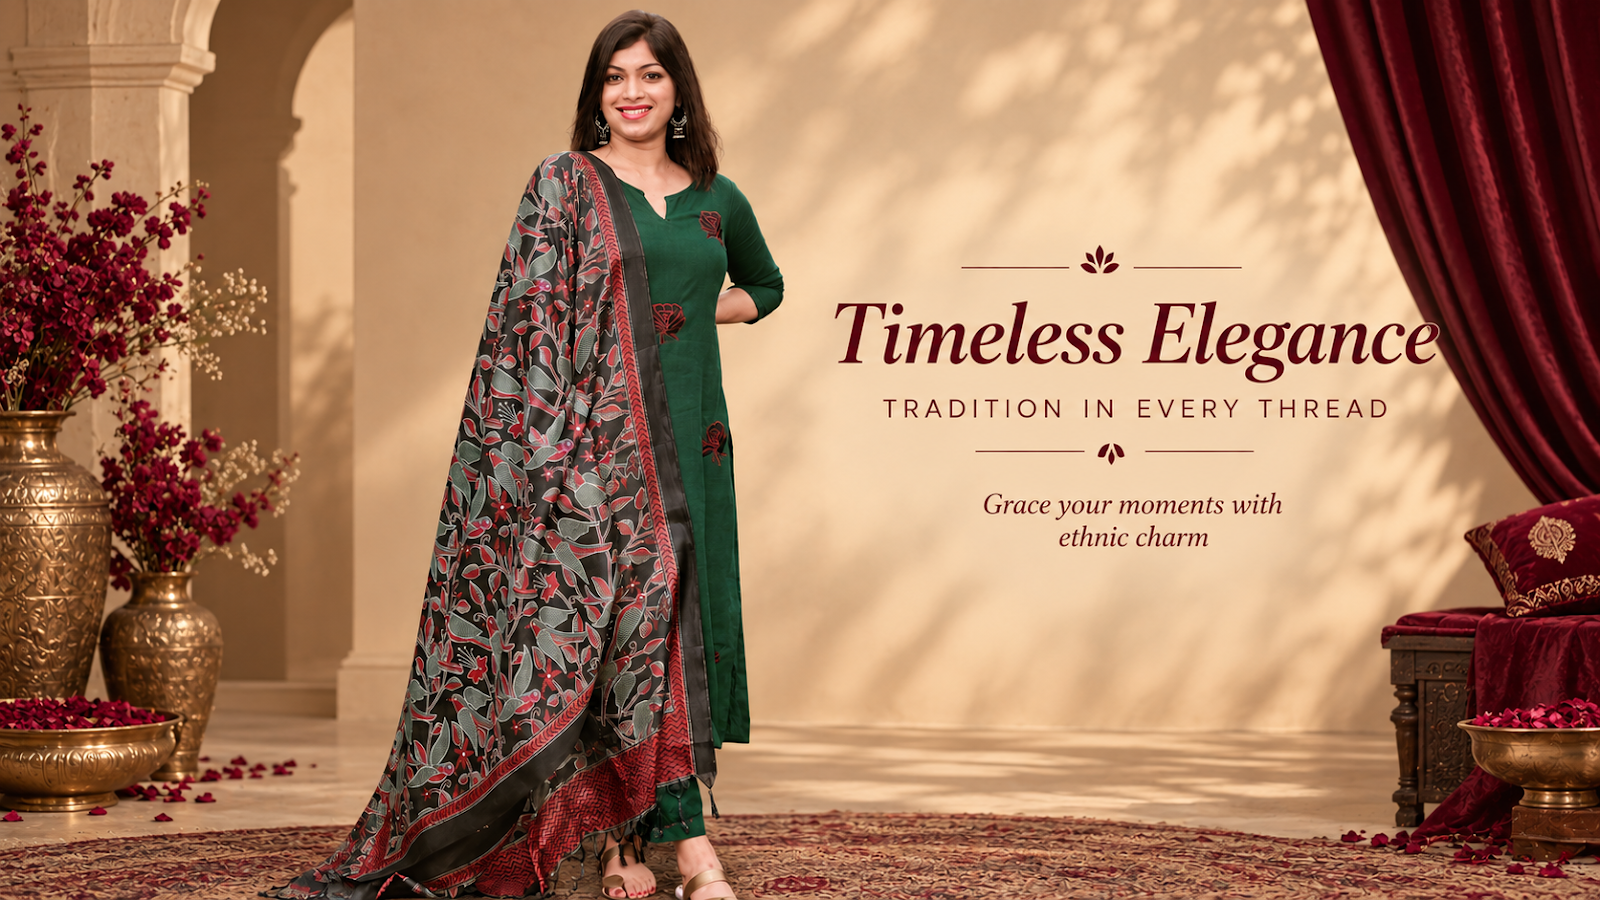 Timeless Elegance
TRADITION IN EVERY THREAD
Grace your moments with
ethnic charm